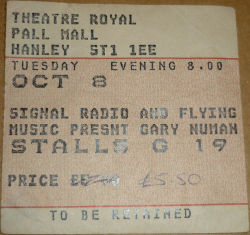 THEATRE ROYAL
PALL MALL
HANLEY ST1 1EE
TUESDAY EVENING 8.00
OCT 8
SIGNAL RADIO AND FLYING
MUSIC PRESNT GARY NUMAN
STALLS G 19
PRICE £5.50
TO BE RETAINED